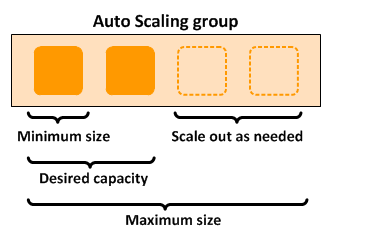 Auto Scaling group
Minimum size
Scale out as needed
Desired capacity
Maximum size